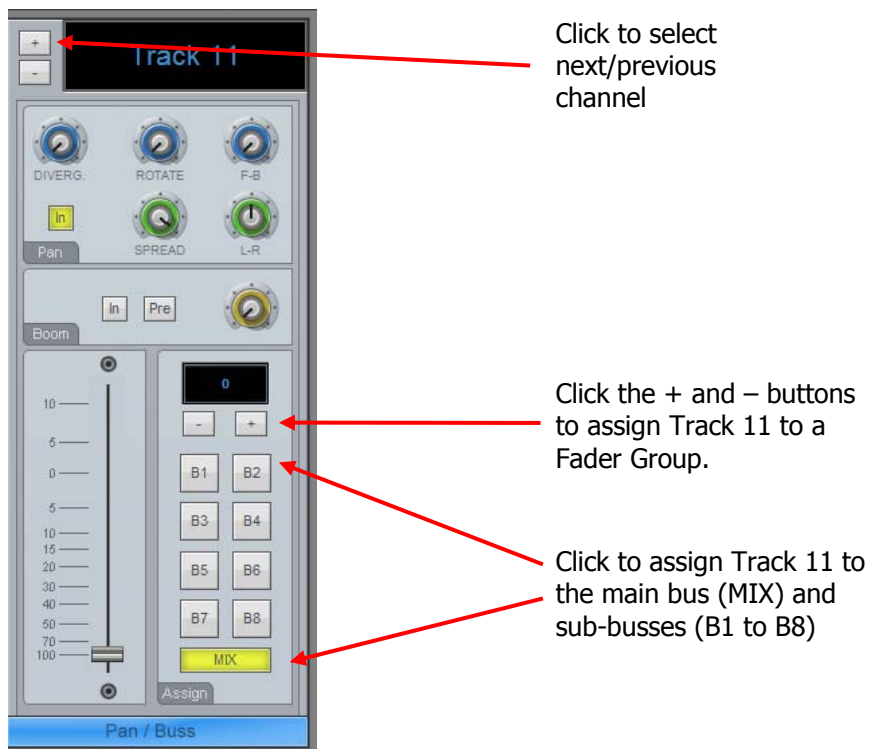 +
-
Track 11
Click to select
next/previous
channel
DIVERG.
ROTATE
F-B
In
SPREAD
L-R
Pan
In
Pre
Boom
0
-
+
Click the + and – buttons
to assign Track 11 to a
Fader Group.
10
5
0
5
10
15
20
30
40
50
70
100
B1
B2
B3
B4
B5
B6
B7
B8
MIX
Assign
Click to assign Track 11 to
the main bus (MIX) and
sub-busses (B1 to B8)
Pan / Buss